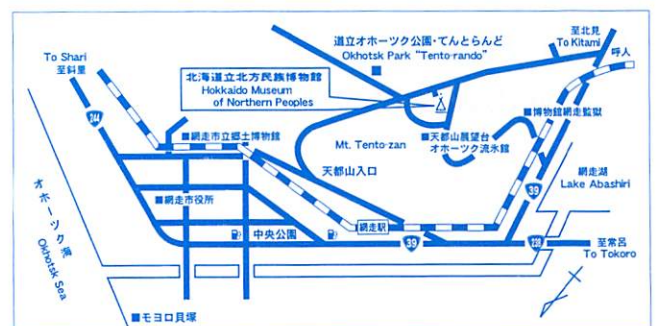 To Shari
至斜里
道立オホーツク公園・てんとらんど
Okhotsk Park "Tento-rando"
至北見
To Kitami
呼人
北海道立北方民族博物館
Hokkaido Museum
of Northern Peoples
244
■網走市立郷土博物館
Mt. Tento-zan
■天都山展望台
オホーツク流氷館
■博物館網走監獄
天都山入口
網走湖
Lake Abashiri
39
■網走市役所
オホーツク海
Okhotsk Sea
中央公園
網走駅
39
238
至常呂
To Tokoro
■モヨロ貝塚